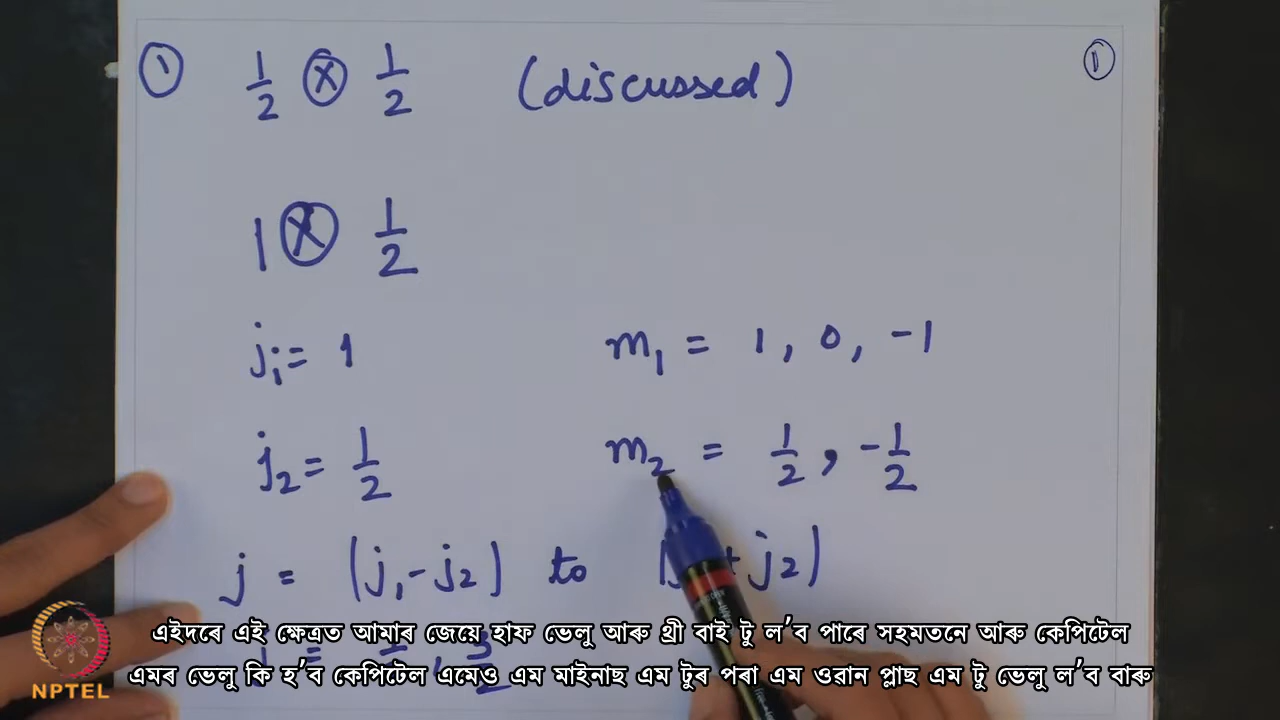 ① 1/2 ⊗ 1/2 (discussed) ①
1 ⊗ 1/2
j₁ = 1 m₁ = 1, 0, -1
j₂ = 1/2 m₂ = 1/2, -1/2
j = (j₁ - j₂) to + j₂)
এইদৰে এই ক্ষেত্ৰত আমাৰ জেয়ে হাফ ভেলূ আৰু থ্ৰী বাই টু ল’ব পাৰে সহমতনে আৰু কেপিটেল
এমৰ ভেলু কি হ’ব কেপিটেল এমেও এম মাইনাছ এম টুৰ পৰা এম ওৱান প্লাছ এম টু ভেলু ল’ব বাৰু
NPTEL